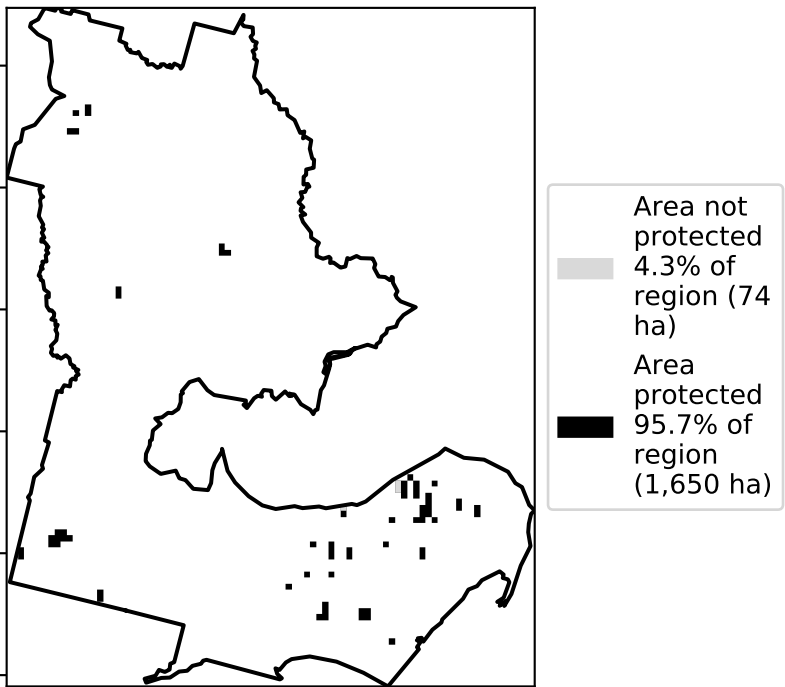 Area not
protected
4.3% of
region (74
ha)
Area
protected
95.7% of
region
(1,650 ha)